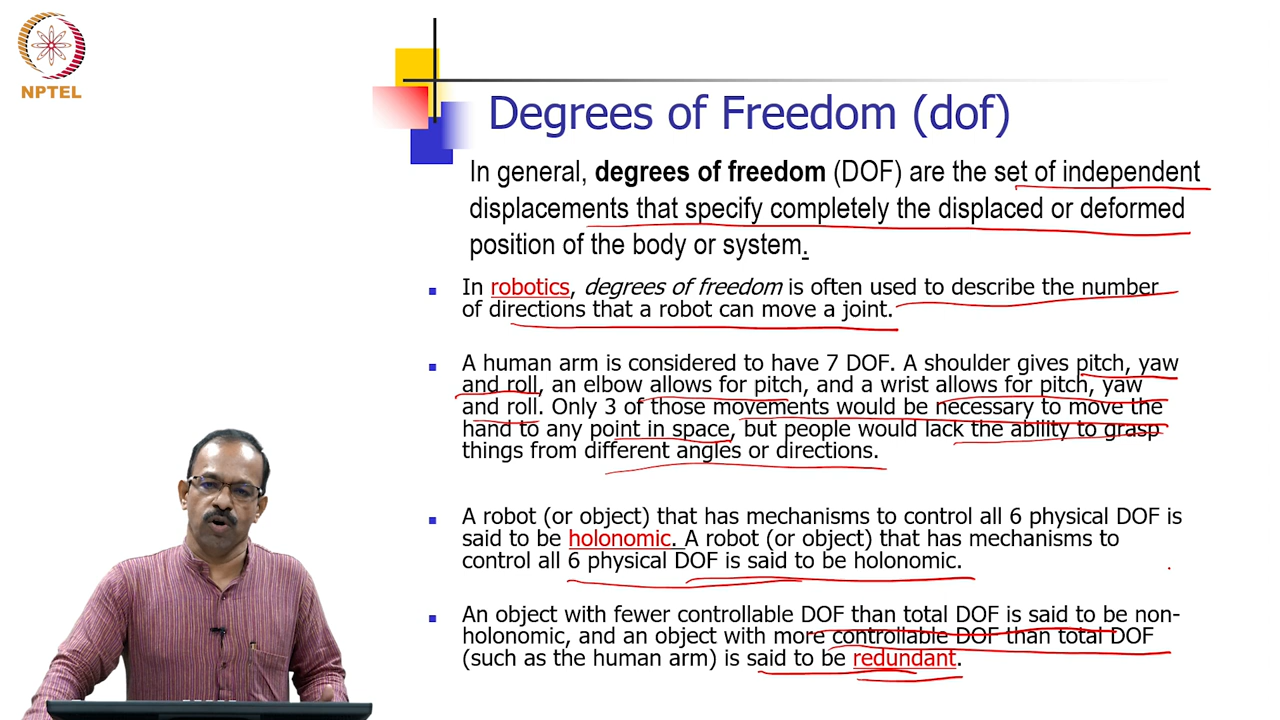 NPTEL
Degrees of Freedom (dof)
In general, degrees of freedom (DOF) are the set of independent
displacements that specify completely the displaced or deformed
position of the body or system.
In robotics, degrees of freedom is often used to describe the number
of directions that a robot can move a joint.
A human arm is considered to have 7 DOF. A shoulder gives pitch, yaw
and roll, an elbow allows for pitch, and a wrist allows for pitch, yaw
and roll. Only 3 of those movements would be necessary to move the
hand to any point in space, but people would lack the ability to grasp
things from different angles or directions.
A robot (or object) that has mechanisms to control all 6 physical DOF is
said to be holonomic. A robot (or object) that has mechanisms to
control all 6 physical DOF is said to be holonomic.
An object with fewer controllable DOF than total DOF is said to be non-
holonomic, and an object with more controllable DOF than total DOF
(such as the human arm) is said to be redundant.